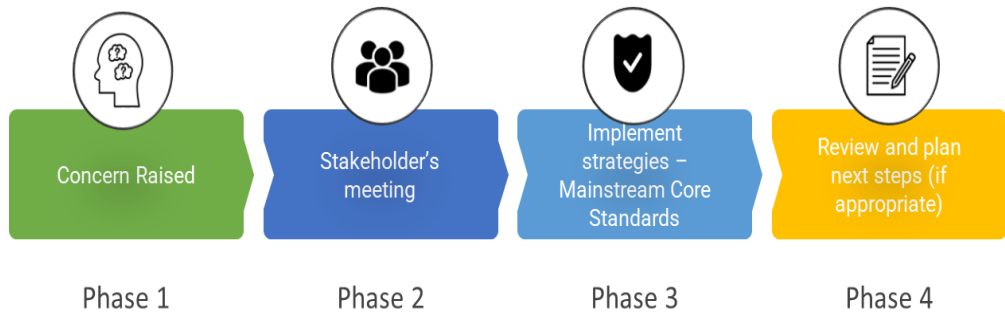 Concern Raised
Stakeholder's
meeting
Implement
strategies –
Mainstream Core
Standards
Review and plan
next steps (if
appropriate)
Phase 1
Phase 2
Phase 3
Phase 4